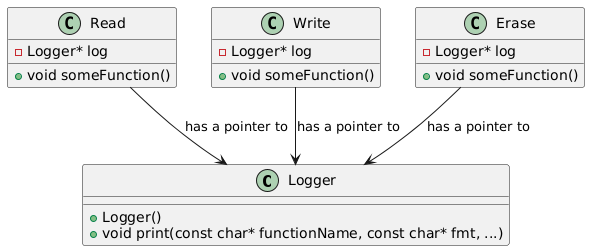 C Read
Logger* log
void someFunction()
C Write
Logger* log
void someFunction()
C Erase
Logger* log
void someFunction()
has a pointer to
has a pointer to
has a pointer to
C Logger
Logger()
void print(const char* functionName, const char* fmt, ...)